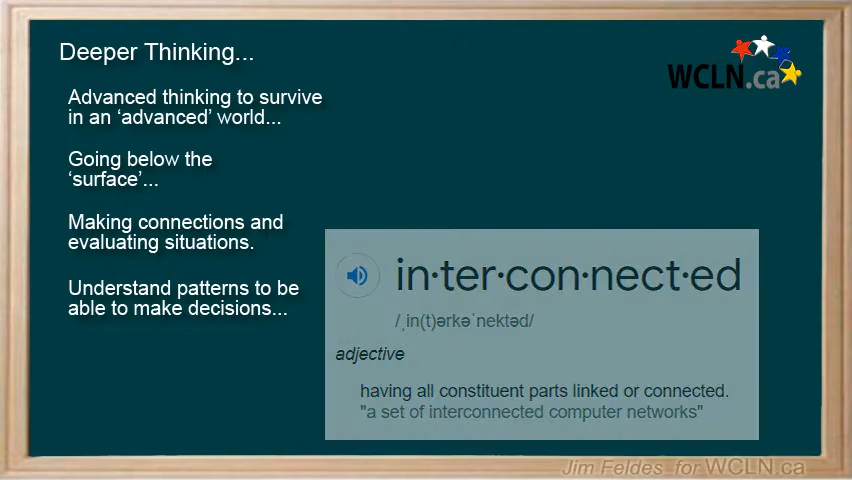 Deeper Thinking...
WCLN.ca
Advanced thinking to survive
in an ‘advanced’ world...
Going below the
‘surface’...
Making connections and
evaluating situations.
Understand patterns to be
able to make decisions...
in·ter·con·nect·ed
/ˌin(t)ərkəˈnektəd/
adjective
having all constituent parts linked or connected.
"a set of interconnected computer networks"
Jim Feldes for WCLN.ca